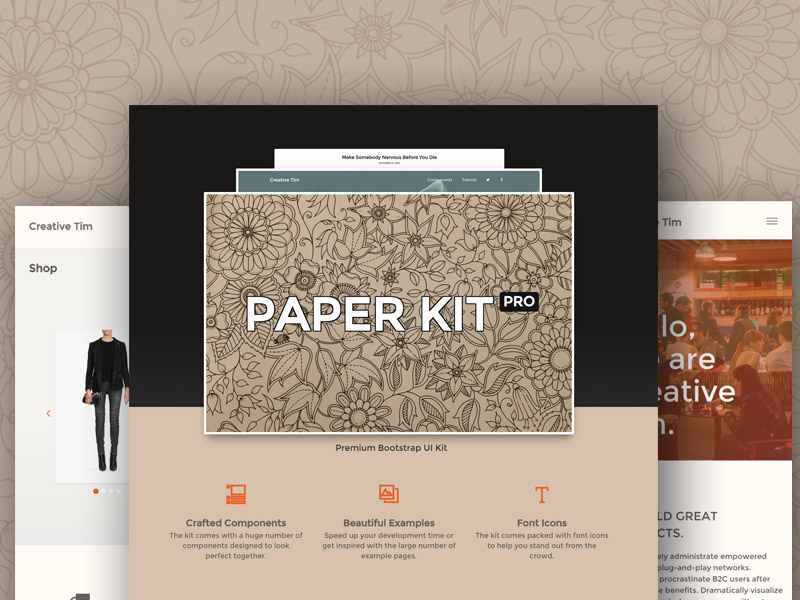 Creative Tim
Shop
Make Somebody Nervous Before You Die
Creative Tim
Components
Tutorial
PAPER KIT
PRO
Premium Bootstrap UI Kit
Crafted Components
The kit comes with a huge number of
components designed to look
perfect together.
Beautiful Examples
Speed up your development time or
get inspired with the large number of
example pages.
Font Icons
The kit comes packed with font icons
to help you stand out from the
crowd.
Tim
lo,
are
eative
LD GREAT
CTS.
ely administrate empowered
plug-and-play networks.
procrastinate B2C users after
benefits. Dramatically visualize